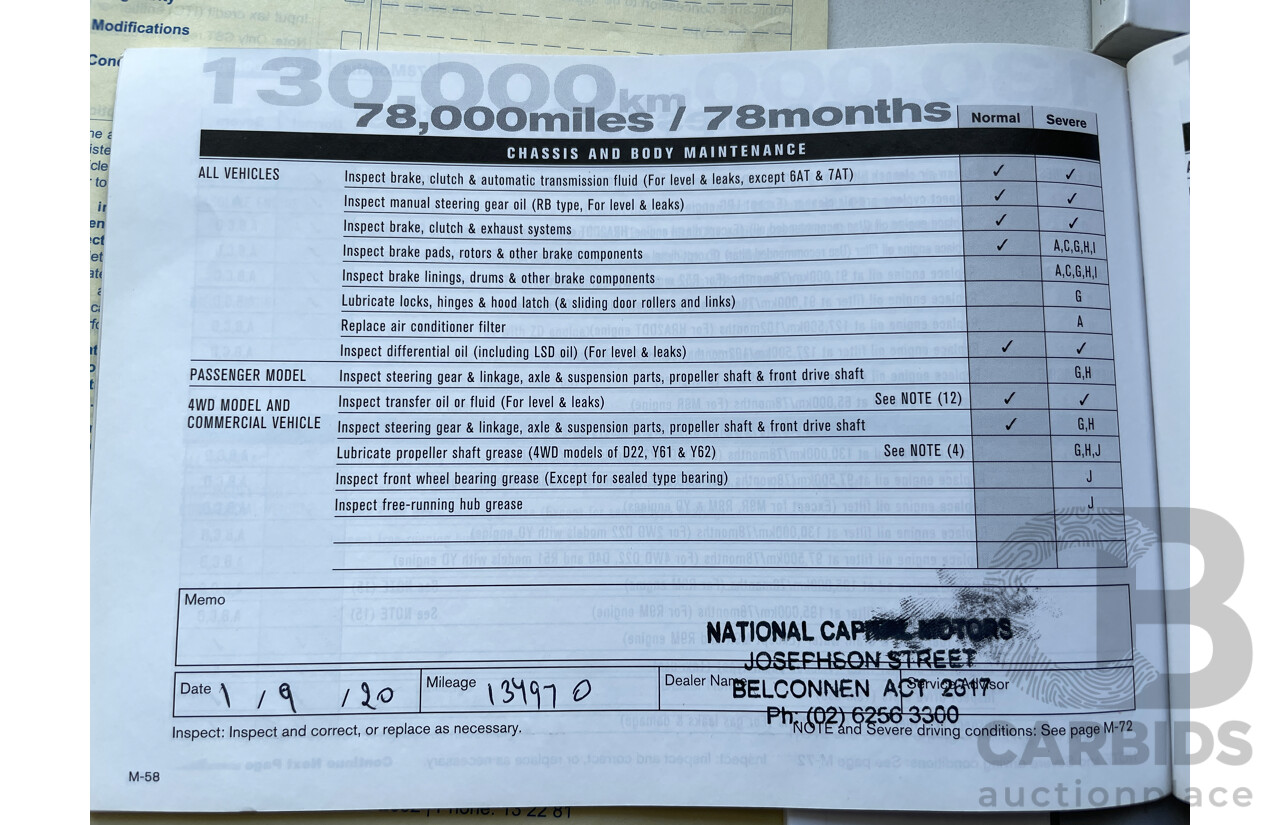 Modifications
130,000km
78,000miles / 78months
Normal Severe
CHASSIS AND BODY MAINTENANCE
ALL VEHICLES Inspect brake, clutch & automatic transmission fluid (For level & leaks, except 6AT & 7AT) ✓ ✓
Inspect manual steering gear oil (RB type, For level & leaks) ✓ ✓
Inspect brake, clutch & exhaust systems ✓ ✓
Inspect brake pads, rotors & other brake components ✓ A,C,G,H,I
Inspect brake linings, drums & other brake components A,C,G,H,I
Lubricate locks, hinges & hood latch (& sliding door rollers and links) G
Replace air conditioner filter A
Inspect differential oil (including LSD oil) (For level & leaks) ✓ ✓
PASSENGER MODEL Inspect steering gear & linkage, axle & suspension parts, propeller shaft & front drive shaft G,H
4WD MODEL AND COMMERCIAL VEHICLE Inspect transfer oil or fluid (For level & leaks) See NOTE (12) ✓ ✓
Inspect steering gear & linkage, axle & suspension parts, propeller shaft & front drive shaft ✓ G,H
Lubricate propeller shaft grease (4WD models of D22, Y61 & Y62) See NOTE (4) G,H,J
Inspect front wheel bearing grease (Except for sealed type bearing) J
Inspect free-running hub grease J
Memo
NATIONAL CAPITAL MOTORS
JOSEPHSON STREET
BELCONNEN ACT 2617
Ph: (02) 6256 3300
Date 1 / 9 / 20 Mileage 134970 Dealer Name Service Advisor
Inspect: Inspect and correct, or replace as necessary. NOTE and Severe driving conditions: See page M-72
M-58
Phone: 13 22 81
CARBIDS
auctionplace